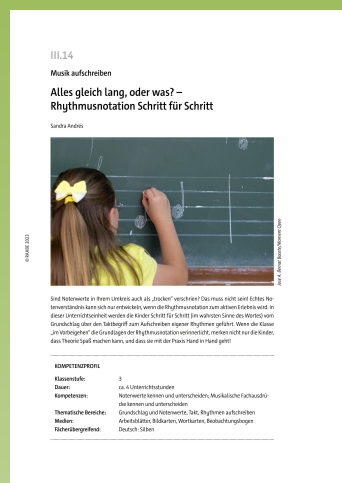 III.14
Musik aufschreiben
Alles gleich lang, oder was? –
Rhythmusnotation Schritt für Schritt
Sandra Andrés
© RAABE 2023
Sind Notenwerte in Ihrem Umkreis auch als „trocken“ verschrien? Das muss nicht sein! Echtes No-
tenverständnis kann sich nur entwickeln, wenn die Rhythmusnotation zum aktiven Erlebnis wird. In
dieser Unterrichtseinheit werden die Kinder Schritt für Schritt (im wahrsten Sinne des Wortes) vom
Grundschlag über den Taktbegriff zum Aufschreiben eigener Rhythmen geführt. Wenn die Klasse
„im Vorbeigehen“ die Grundlagen der Rhythmusnotation verinnerlicht, merken nicht nur die Kinder,
dass Theorie Spaß machen kann, und dass sie mit der Praxis Hand in Hand geht!
KOMPETENZPROFIL
Klassenstufe: 3
Dauer: ca. 4 Unterrichtsstunden
Kompetenzen: Notenwerte kennen und unterscheiden; Musikalische Fachausdrü-
cke kennen und unterscheiden
Thematische Bereiche: Grundschlag und Notenwerte, Takt, Rhythmen aufschreiben
Medien: Arbeitsblätter, Bildkarten, Wortkarten, Beobachtungsbogen
Fächerübergreifend: Deutsch: Silben